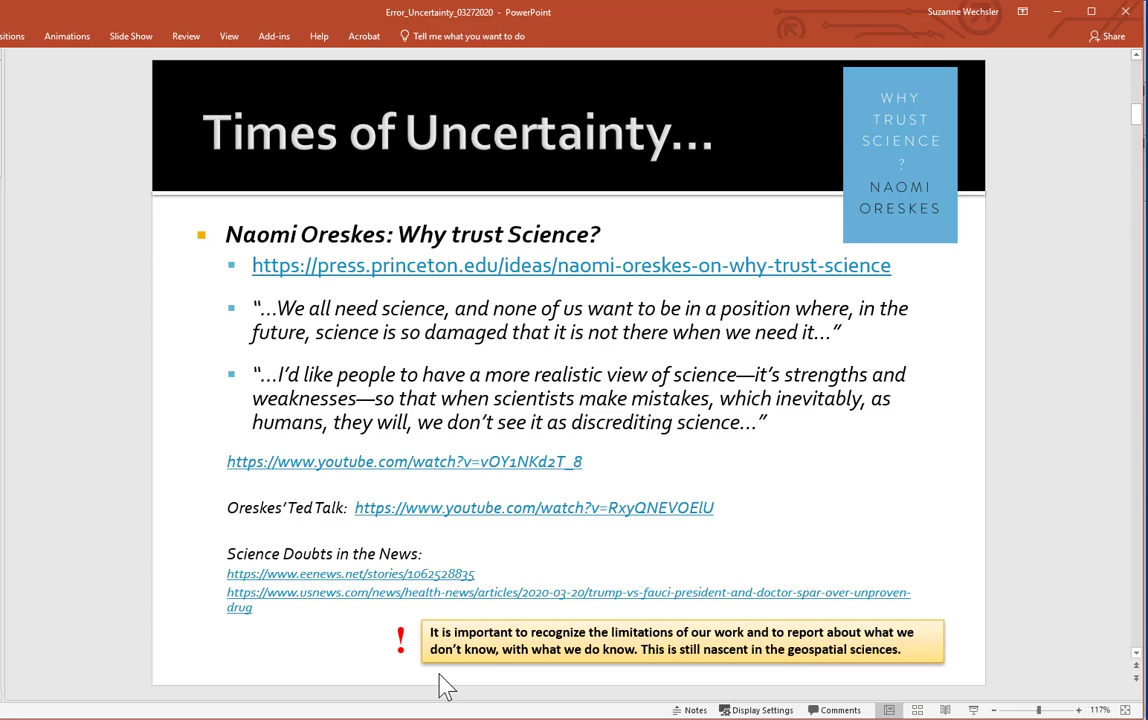 Error_Uncertainty_03272020 - PowerPoint
Suzanne Wechsler
sitions Animations Slide Show Review View Add-ins Help Acrobat Tell me what you want to do Share
Times of Uncertainty...
WHY
TRUST
SCIENCE
?
NAOMI
ORESKES
Naomi Oreskes: Why trust Science?
https://press.princeton.edu/ideas/naomi-oreskes-on-why-trust-science
“...We all need science, and none of us want to be in a position where, in the
future, science is so damaged that it is not there when we need it...”
“...I’d like people to have a more realistic view of science—it’s strengths and
weaknesses—so that when scientists make mistakes, which inevitably, as
humans, they will, we don’t see it as discrediting science...”
https://www.youtube.com/watch?v=vOY1NKd2T_8
Oreskes’ Ted Talk: https://www.youtube.com/watch?v=RxyQNEVOElU
Science Doubts in the News:
https://www.eenews.net/stories/1062528835
https://www.usnews.com/news/health-news/articles/2020-03-20/trump-vs-fauci-president-and-doctor-spar-over-unproven-
drug
! It is important to recognize the limitations of our work and to report about what we
don’t know, with what we do know. This is still nascent in the geospatial sciences.
Notes Display Settings Comments 117%